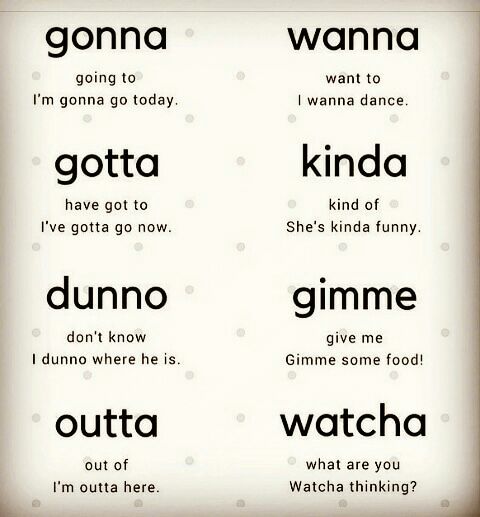 gonna
going to
I'm gonna go today.
wanna
want to
I wanna dance.
gotta
have got to
I've gotta go now.
kinda
kind of
She's kinda funny.
dunno
don't know
I dunno where he is.
gimme
give me
Gimme some food!
outta
out of
I'm outta here.
watcha
what are you
Watcha thinking?